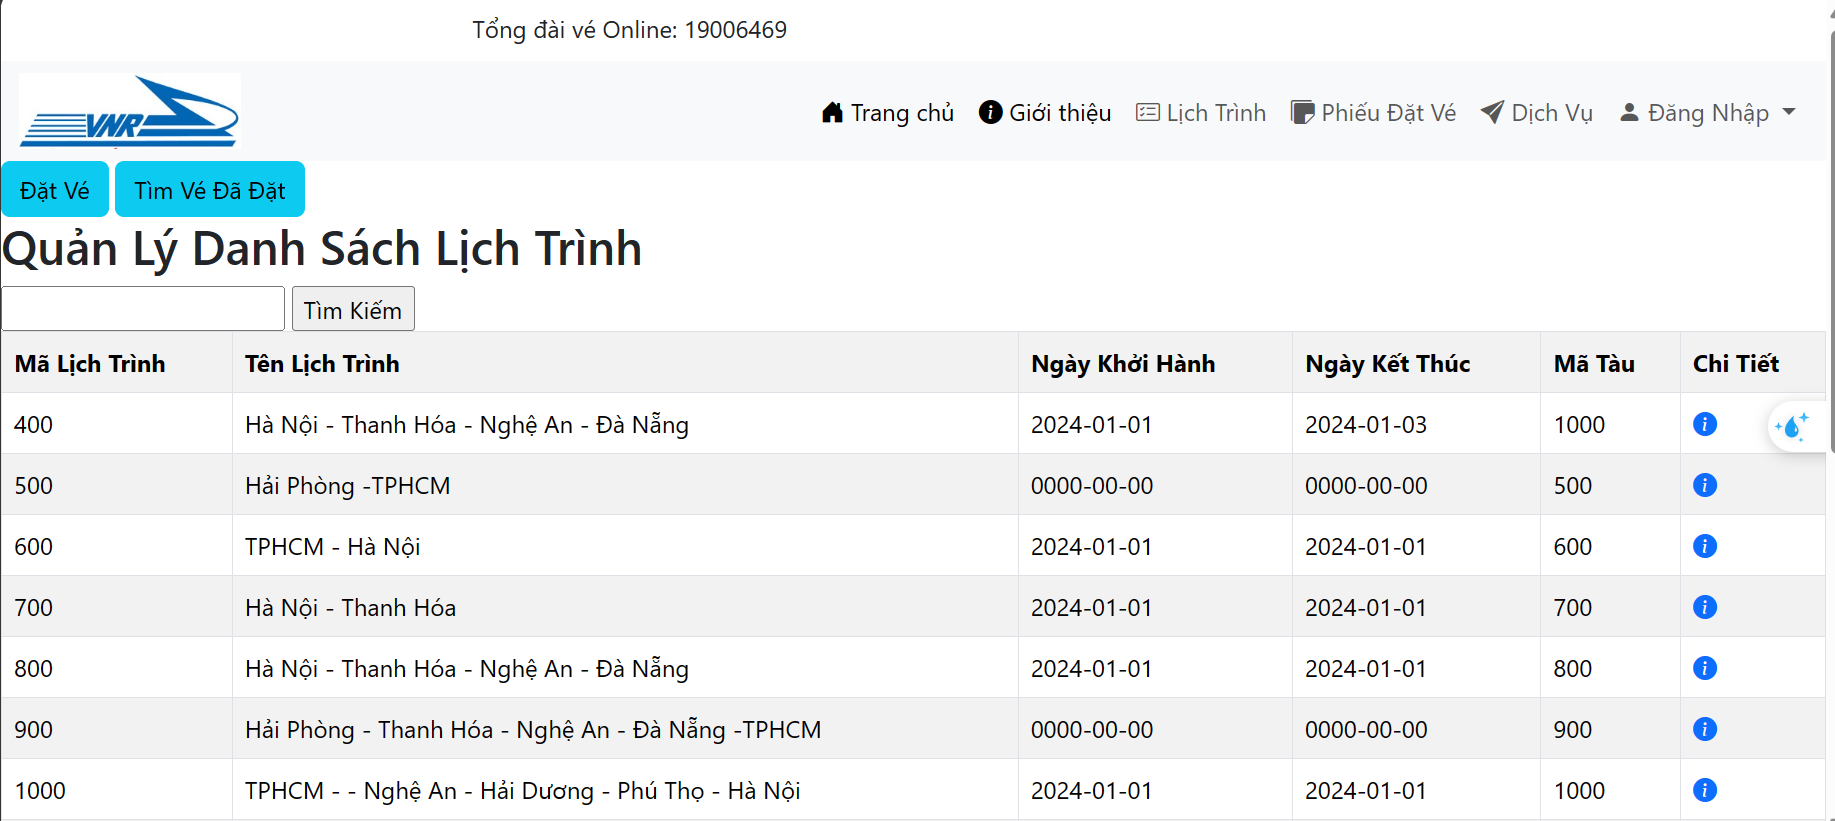 Tổng đài vé Online: 19006469
VNR
Trang chủ Giới thiệu Lịch Trình Phiếu Đặt Vé Dịch Vụ Đăng Nhập
Đặt Vé Tìm Vé Đã Đặt
Quản Lý Danh Sách Lịch Trình
Tìm Kiếm
Mã Lịch Trình Tên Lịch Trình Ngày Khởi Hành Ngày Kết Thúc Mã Tàu Chi Tiết
400 Hà Nội - Thanh Hóa - Nghệ An - Đà Nẵng 2024-01-01 2024-01-03 1000
500 Hải Phòng -TPHCM 0000-00-00 0000-00-00 500
600 TPHCM - Hà Nội 2024-01-01 2024-01-01 600
700 Hà Nội - Thanh Hóa 2024-01-01 2024-01-01 700
800 Hà Nội - Thanh Hóa - Nghệ An - Đà Nẵng 2024-01-01 2024-01-01 800
900 Hải Phòng - Thanh Hóa - Nghệ An - Đà Nẵng -TPHCM 0000-00-00 0000-00-00 900
1000 TPHCM - - Nghệ An - Hải Dương - Phú Thọ - Hà Nội 2024-01-01 2024-01-01 1000